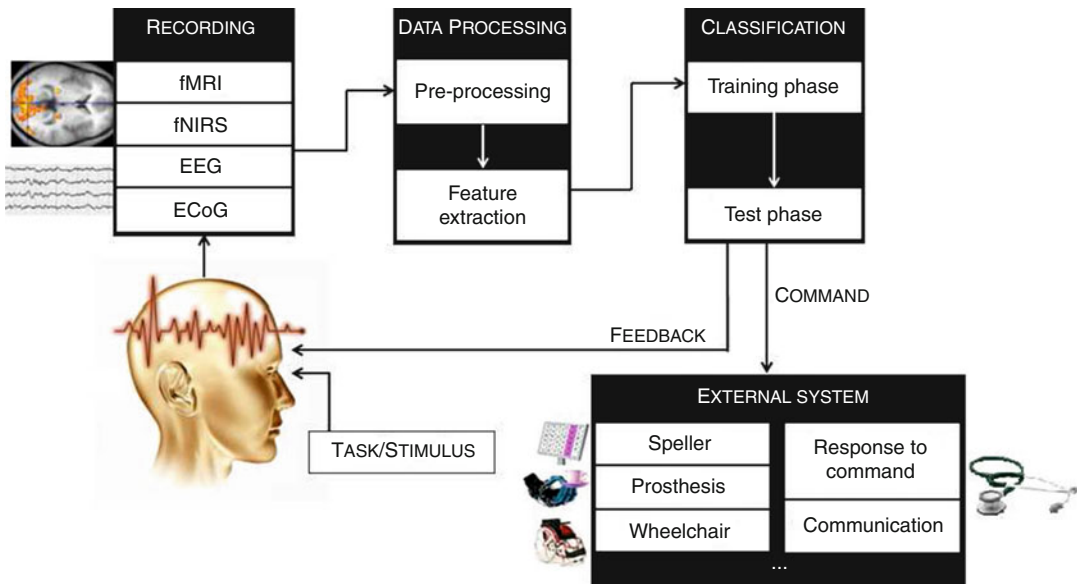 RECORDING
fMRI
fNIRS
EEG
ECoG
DATA PROCESSING
Pre-processing
Feature
extraction
CLASSIFICATION
Training phase
Test phase
COMMAND
FEEDBACK
TASK/STIMULUS
EXTERNAL SYSTEM
Speller
Prosthesis
Wheelchair
Response to
command
Communication
...